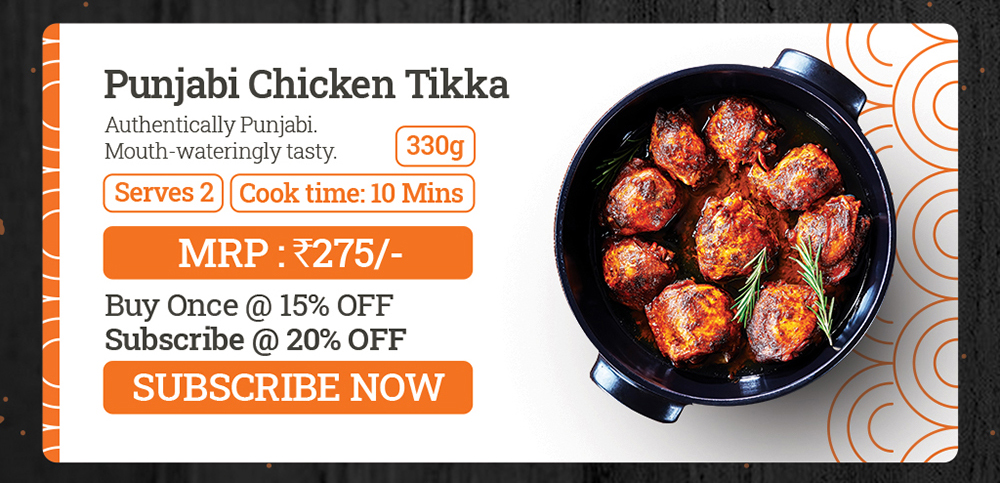 Punjabi Chicken Tikka
Authentically Punjabi.
Mouth-wateringly tasty.
330g
Serves 2
Cook time: 10 Mins
MRP : ₹275/-
Buy Once @ 15% OFF
Subscribe @ 20% OFF
SUBSCRIBE NOW